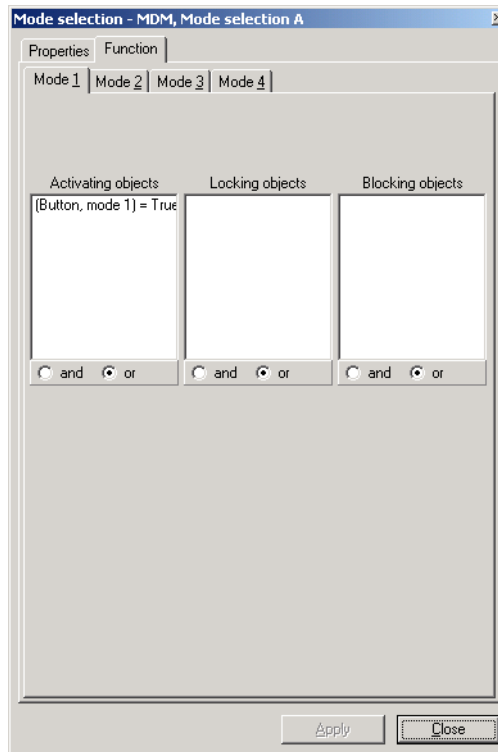 Mode selection - MDM, Mode selection A
Properties Function
Mode 1 Mode 2 Mode 3 Mode 4
Activating objects Locking objects Blocking objects
(Button, mode 1) = True
and or and or and or
Apply Close